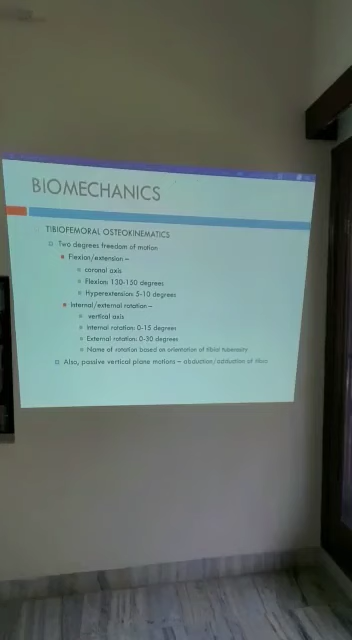 BIOMECHANICS
TIBIOFEMORAL OSTEOKINEMATICS
Two degrees freedom of motion
Flexion/extension –
coronal axis
Flexion: 130-150 degrees
Hyperextension: 5-10 degrees
Internal/external rotation –
vertical axis
Internal rotation: 0-15 degrees
External rotation: 0-30 degrees
Name of rotation based on orientation of tibial tuberosity
Also, passive vertical plane motions – abduction/adduction of tibia